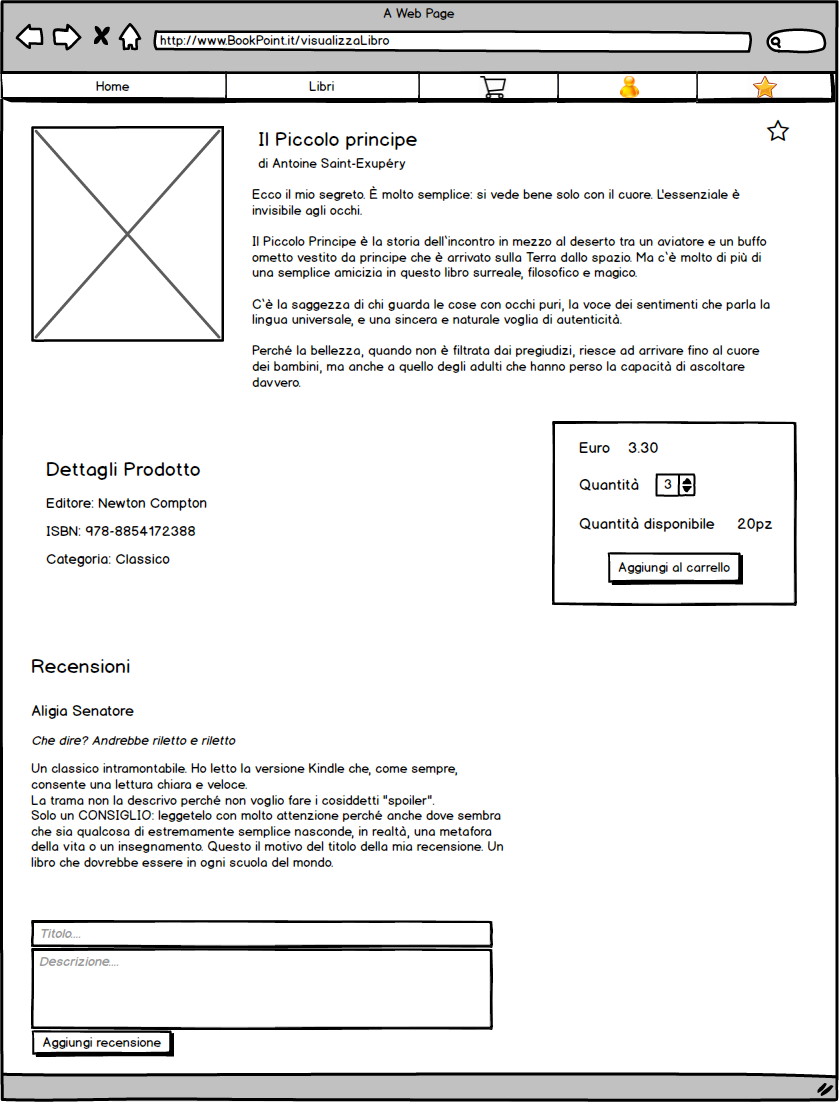 A Web Page
http://www.BookPoint.it/visualizzaLibro
Home
Libri
Il Piccolo principe
di Antoine Saint-Exupéry
Ecco il mio segreto. È molto semplice: si vede bene solo con il cuore. L'essenziale è
invisibile agli occhi.
Il Piccolo Principe è la storia dell`incontro in mezzo al deserto tra un aviatore e un buffo
ometto vestito da principe che è arrivato sulla Terra dallo spazio. Ma c`è molto di più di
una semplice amicizia in questo libro surreale, filosofico e magico.
C`è la saggezza di chi guarda le cose con occhi puri, la voce dei sentimenti che parla la
lingua universale, e una sincera e naturale voglia di autenticità.
Perché la bellezza, quando non è filtrata dai pregiudizi, riesce ad arrivare fino al cuore
dei bambini, ma anche a quello degli adulti che hanno perso la capacità di ascoltare
davvero.
Dettagli Prodotto
Editore: Newton Compton
ISBN: 978-8854172388
Categoria: Classico
Euro 3.30
Quantità 3
Quantità disponibile 20pz
Aggiungi al carrello
Recensioni
Aligia Senatore
Che dire? Andrebbe riletto e riletto
Un classico intramontabile. Ho letto la versione Kindle che, come sempre,
consente una lettura chiara e veloce.
La trama non la descrivo perché non voglio fare i cosiddetti "spoiler".
Solo un CONSIGLIO: leggetelo con molto attenzione perché anche dove sembra
che sia qualcosa di estremamente semplice nasconde, in realtà, una metafora
della vita o un insegnamento. Questo il motivo del titolo della mia recensione. Un
libro che dovrebbe essere in ogni scuola del mondo.
Titolo....
Descrizione....
Aggiungi recensione